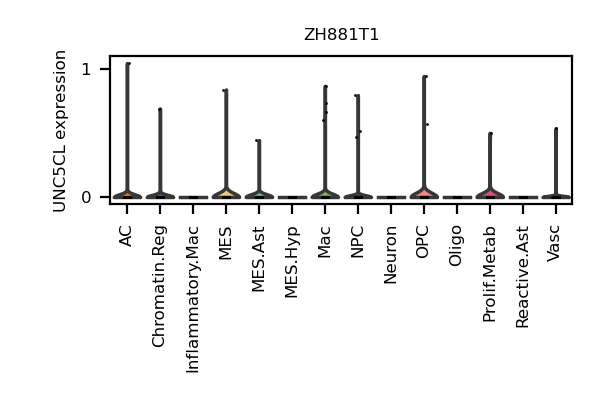 ZH881T1
UNC5CL expression
1
0
AC
Chromatin.Reg
Inflammatory.Mac
MES
MES.Ast
MES.Hyp
Mac
NPC
Neuron
OPC
Oligo
Prolif.Metab
Reactive.Ast
Vasc